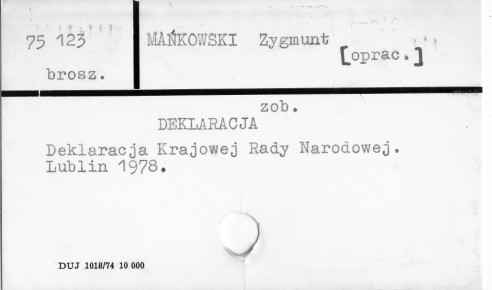 75 123
MAŃKOWSKI Zygmunt
[oprac.]
brosz.
zob.
DEKLARACJA
Deklaracja Krajowej Rady Narodowej.
Lublin 1978.
DUJ 1018/74 10 000